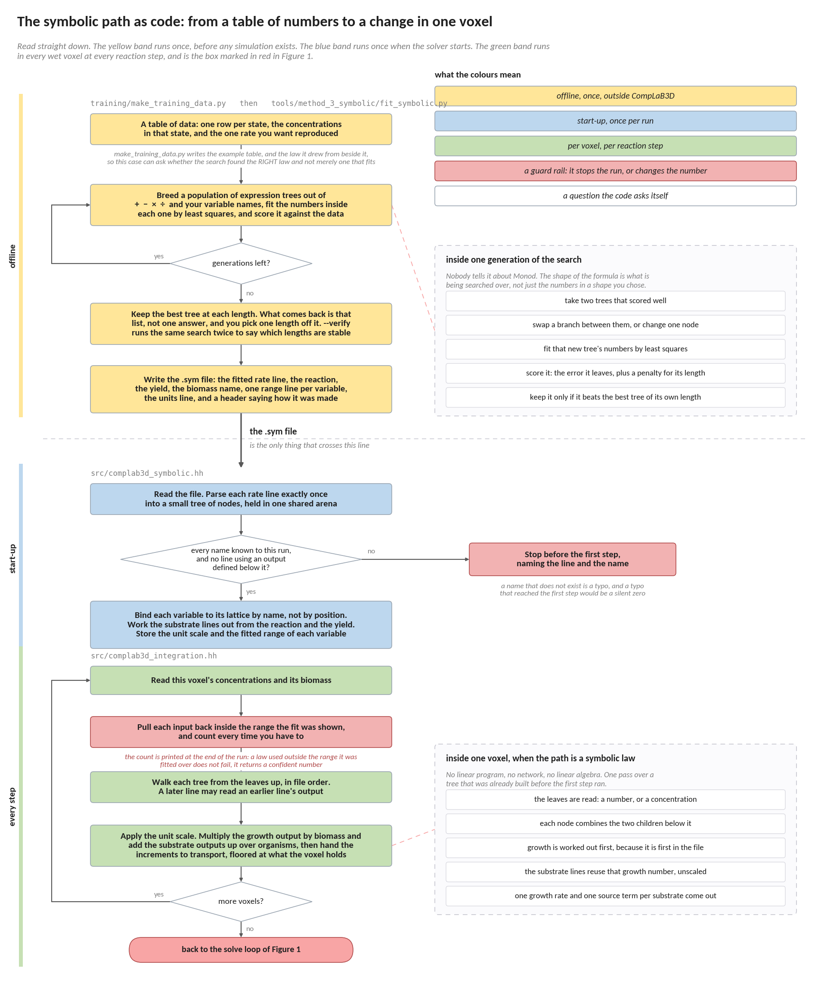 The symbolic path as code: from a table of numbers to a change in one voxel
Read straight down. The yellow band runs once, before any simulation exists. The blue band runs once when the solver starts. The green band runs
in every wet voxel at every reaction step, and is the box marked in red in Figure 1.
what the colours mean
offline, once, outside CompLaB3D
start-up, once per run
per voxel, per reaction step
a guard rail: it stops the run, or changes the number
a question the code asks itself
offline
training/make_training_data.py then tools/method_3_symbolic/fit_symbolic.py
A table of data: one row per state, the concentrations
in that state, and the one rate you want reproduced
make_training_data.py writes the example table, and the law it drew from beside it,
so this case can ask whether the search found the RIGHT law and not merely one that fits
Breed a population of expression trees out of
+ − × ÷ and your variable names, fit the numbers inside
each one by least squares, and score it against the data
generations left?
yes
no
Keep the best tree at each length. What comes back is that
list, not one answer, and you pick one length off it. --verify
runs the same search twice to say which lengths are stable
Write the .sym file: the fitted rate line, the reaction,
the yield, the biomass name, one range line per variable,
the units line, and a header saying how it was made
inside one generation of the search
Nobody tells it about Monod. The shape of the formula is what is
being searched over, not just the numbers in a shape you chose.
take two trees that scored well
swap a branch between them, or change one node
fit that new tree's numbers by least squares
score it: the error it leaves, plus a penalty for its length
keep it only if it beats the best tree of its own length
the .sym file
is the only thing that crosses this line
start-up
src/complab3d_symbolic.hh
Read the file. Parse each rate line exactly once
into a small tree of nodes, held in one shared arena
every name known to this run,
and no line using an output
defined below it?
no
Stop before the first step,
naming the line and the name
a name that does not exist is a typo, and a typo
that reached the first step would be a silent zero
yes
Bind each variable to its lattice by name, not by position.
Work the substrate lines out from the reaction and the yield.
Store the unit scale and the fitted range of each variable
every step
src/complab3d_integration.hh
Read this voxel's concentrations and its biomass
Pull each input back inside the range the fit was shown,
and count every time you have to
the count is printed at the end of the run: a law used outside the range it was
fitted over does not fail, it returns a confident number
Walk each tree from the leaves up, in file order.
A later line may read an earlier line's output
Apply the unit scale. Multiply the growth output by biomass and
add the substrate outputs up over organisms, then hand the
increments to transport, floored at what the voxel holds
more voxels?
yes
no
back to the solve loop of Figure 1
inside one voxel, when the path is a symbolic law
No linear program, no network, no linear algebra. One pass over a
tree that was already built before the first step ran.
the leaves are read: a number, or a concentration
each node combines the two children below it
growth is worked out first, because it is first in the file
the substrate lines reuse that growth number, unscaled
one growth rate and one source term per substrate come out